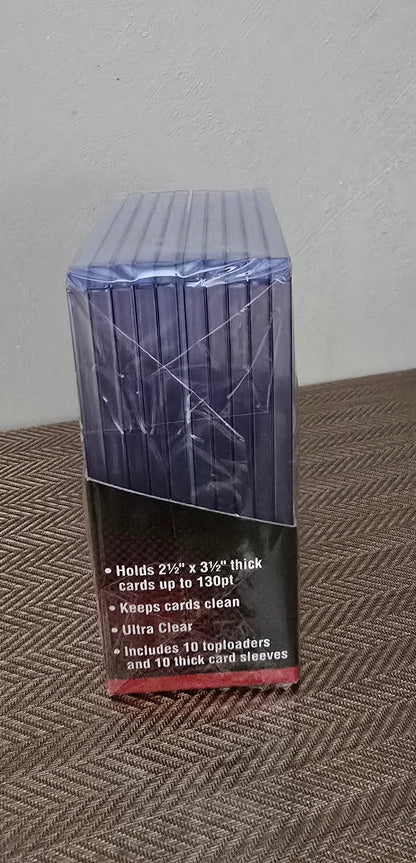 • Holds 2½" x 3½" thick
cards up to 130pt
• Keeps cards clean
• Ultra Clear
• Includes 10 toploaders
and 10 thick card sleeves